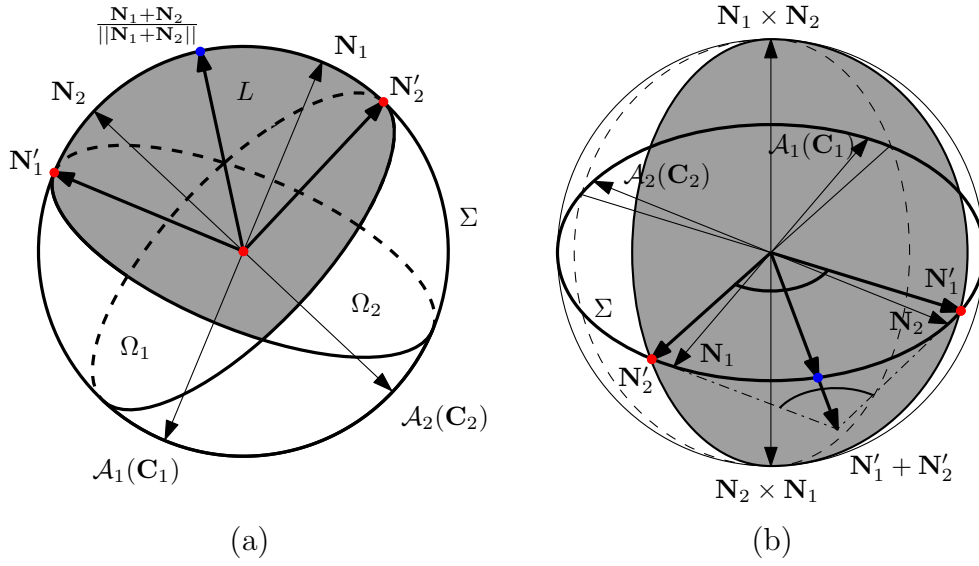 N₁+N₂
||N₁+N₂||
N₁
N₂
L
N′₂
N′₁
Σ
Ω₂
Ω₁
𝒜₂(C₂)
𝒜₁(C₁)
(a)
N₁ × N₂
𝒜₁(C₁)
𝒜₂(C₂)
N′₁
Σ
N₂
N₁
N′₂
N′₁ + N′₂
N₂ × N₁
(b)